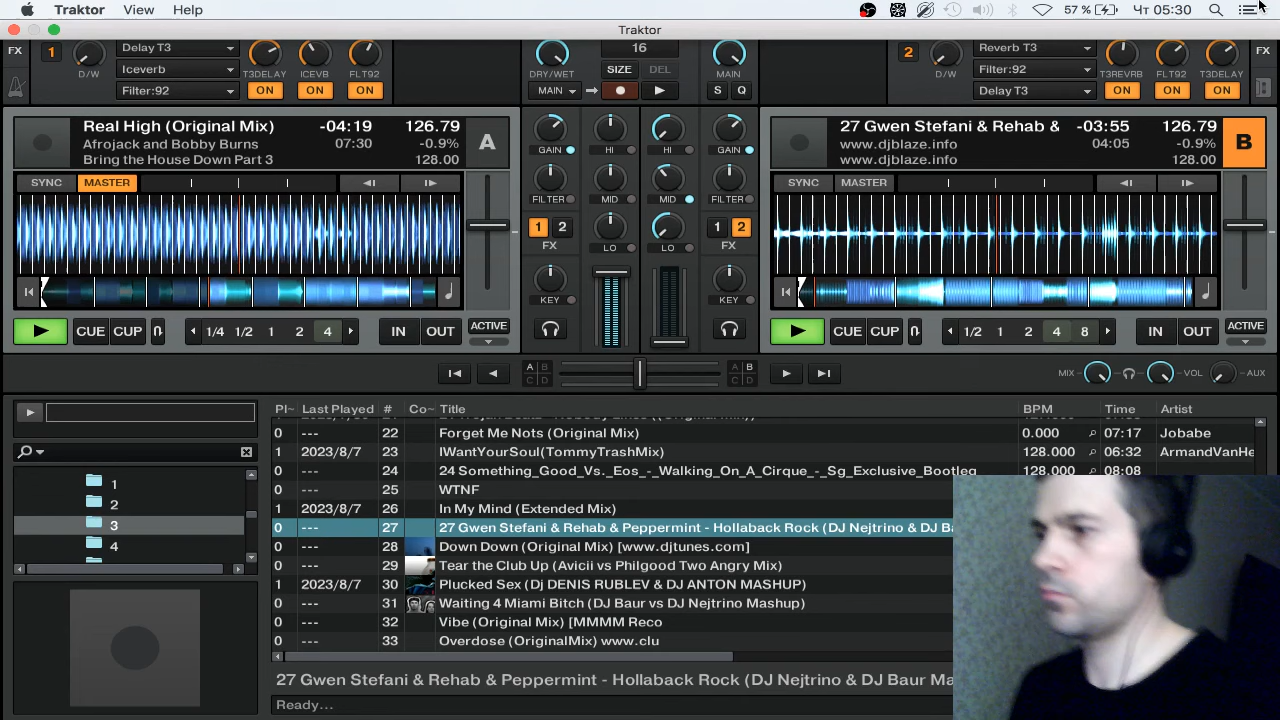 Traktor View Help 57 % Чт 05:30
Traktor
FX 1 D/W Delay T3 Iceverb Filter:92 T3DELAY ICEVB FLT92 ON ON ON
DRY/WET 16 SIZE DEL MAIN MAIN S Q
2 D/W Reverb T3 Filter:92 Delay T3 T3REVRB FLT92 T3DELAY ON ON ON FX
Real High (Original Mix) -04:19 126.79
Afrojack and Bobby Burns 07:30 -0.9%
Bring the House Down Part 3 128.00
A
SYNC MASTER
CUE CUP 1/4 1/2 1 2 4 IN OUT ACTIVE
GAIN HI HI GAIN
FILTER MID MID FILTER
1 2 LO LO 1 2
FX FX
KEY KEY
27 Gwen Stefani & Rehab & -03:55 126.79
www.djblaze.info 04:05 -0.9%
www.djblaze.info 128.00
B
SYNC MASTER
CUE CUP 1/2 1 2 4 8 IN OUT ACTIVE
A B C D A B C D MIX VOL AUX
1
2
3
4
Pl~ Last Played # Co~ Title BPM Time Artist
0 --- 22 Forget Me Nots (Original Mix) 0.000 07:17 Jobabe
1 2023/8/7 23 IWantYourSoul(TommyTrashMix) 128.000 06:32 ArmandVanHe
0 --- 24 24 Something_Good_Vs._Eos_-_Walking_On_A_Cirque_-_Sg_Exclusive_Bootleg 128.000 08:08
0 --- 25 WTNF
1 2023/8/7 26 In My Mind (Extended Mix)
0 --- 27 27 Gwen Stefani & Rehab & Peppermint - Hollaback Rock (DJ Nejtrino & DJ Ba
0 --- 28 Down Down (Original Mix) [www.djtunes.com]
0 --- 29 Tear the Club Up (Avicii vs Philgood Two Angry Mix)
1 2023/8/7 30 Plucked Sex (Dj DENIS RUBLEV & DJ ANTON MASHUP)
0 --- 31 Waiting 4 Miami Bitch (DJ Baur vs DJ Nejtrino Mashup)
0 --- 32 Vibe (Original Mix) [MMMM Reco
0 --- 33 Overdose (OriginalMix) www.clu
27 Gwen Stefani & Rehab & Peppermint - Hollaback Rock (DJ Nejtrino & DJ Baur Ma
Ready...